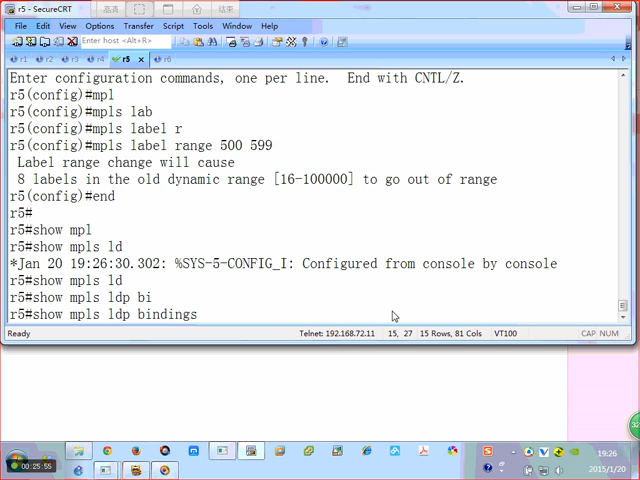 r5 - SecureCRT
高清
结束
File Edit View Options Transfer Script Tools Window Help
Enter host <Alt+R>
r1 r2 r3 r4 r5 r6
Enter configuration commands, one per line.  End with CNTL/Z.
r5(config)#mpl
r5(config)#mpls lab
r5(config)#mpls label r
r5(config)#mpls label range 500 599
 Label range change will cause
 8 labels in the old dynamic range [16-100000] to go out of range
r5(config)#end
r5#
r5#show mpl
r5#show mpls ld
*Jan 20 19:26:30.302: %SYS-5-CONFIG_I: Configured from console by console
r5#show mpls ld
r5#show mpls ldp bi
r5#show mpls ldp bindings
Ready Telnet: 192.168.72.11 15, 27 15 Rows, 81 Cols VT100 CAP NUM
32
00:25:55
19:26
2015/1/20